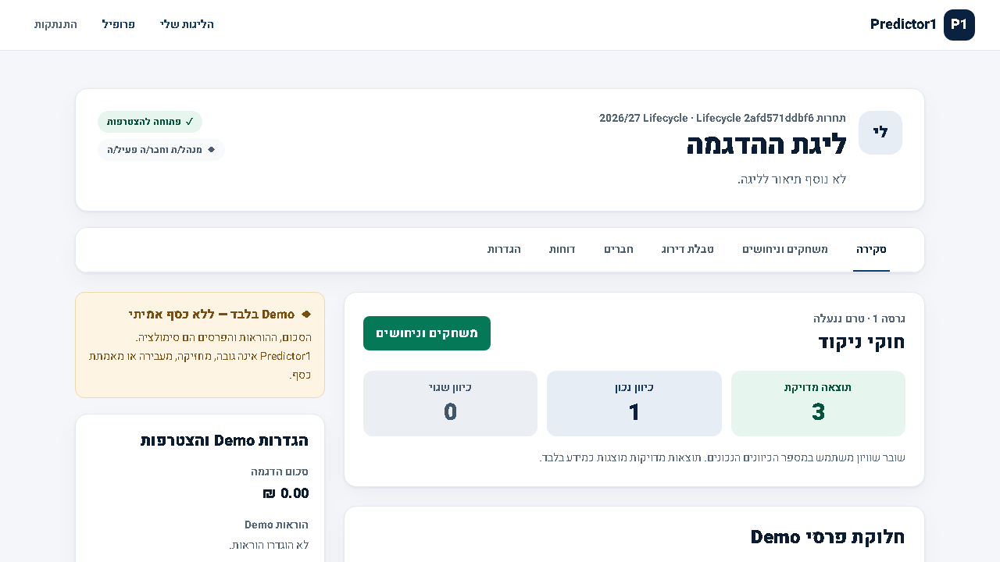 P1
Predictor1
הליגות שלי
פרופיל
התנתקות
לי
תחרות Lifecycle · Lifecycle 2afd571ddbf6 2026/27
ליגת ההדגמה
לא נוסף תיאור לליגה.
✓ פתוחה להצטרפות
◆ מנהל/ת וחבר/ה פעיל/ה
סקירה
משחקים וניחושים
טבלת דירוג
חברים
דוחות
הגדרות
גרסה 1 · טרם ננעלה
חוקי ניקוד
משחקים וניחושים
תוצאה מדויקת
3
כיוון נכון
1
כיוון שגוי
0
שובר שוויון משתמש במספר הכיוונים הנכונים. תוצאות מדויקות מוצגות כמידע בלבד.
חלוקת פרסי Demo
◆ Demo בלבד — ללא כסף אמיתי
הסכום, ההוראות והפרסים הם סימולציה.
Predictor1 אינה גובה, מחזיקה, מעבירה או מאמתת
כסף.
הגדרות Demo והצטרפות
סכום הדגמה
0.00 ₪
הוראות Demo
לא הוגדרו הוראות.